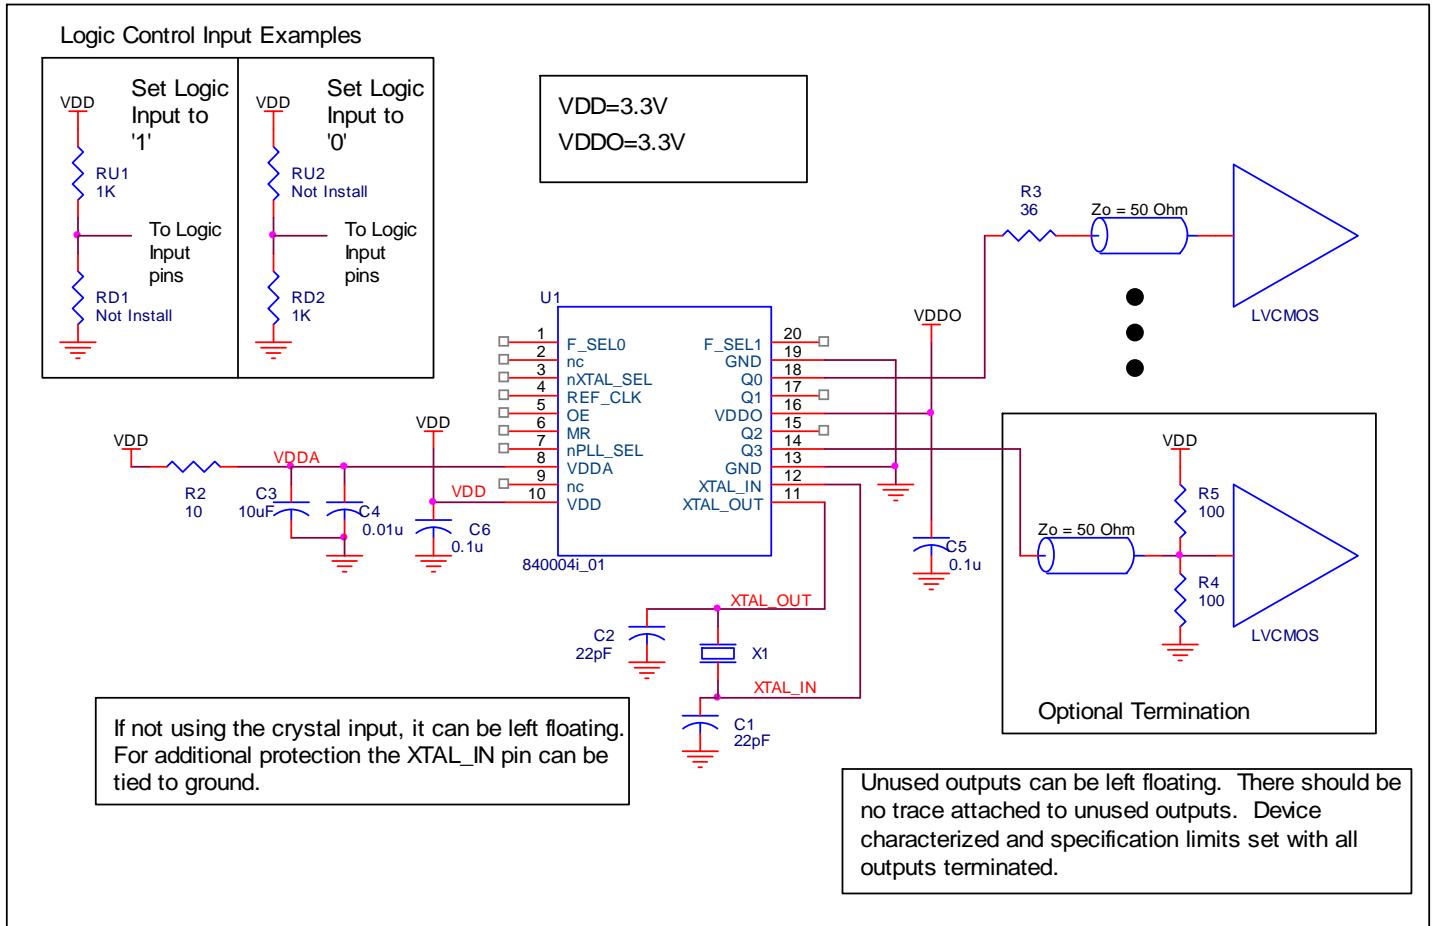 Logic Control Input Examples
Set Logic
Input to
'1'
VDD
RU1
1K
To Logic
Input
pins
RD1
Not Install
Set Logic
Input to
'0'
VDD
RU2
Not Install
To Logic
Input
pins
RD2
1K
VDD=3.3V
VDDO=3.3V
U1
1
F_SEL0
2
nc
3
nXTAL_SEL
4
REF_CLK
5
OE
6
MR
7
nPLL_SEL
8
VDDA
9
nc
10
VDD
20
F_SEL1
19
GND
18
Q0
17
Q1
16
VDDO
15
Q2
14
Q3
13
GND
12
XTAL_IN
11
XTAL_OUT
840004i_01
VDD
R2
10
VDDA
C3
10uF
C4
0.01u
VDD
VDD
C6
0.1u
XTAL_OUT
C2
22pF
X1
XTAL_IN
C1
22pF
VDDO
C5
0.1u
R3
36
Zo = 50 Ohm
LVCMOS
VDD
R5
100
Zo = 50 Ohm
R4
100
LVCMOS
Optional Termination
If not using the crystal input, it can be left floating.
For additional protection the XTAL_IN pin can be
tied to ground.
Unused outputs can be left floating. There should be
no trace attached to unused outputs. Device
characterized and specification limits set with all
outputs terminated.